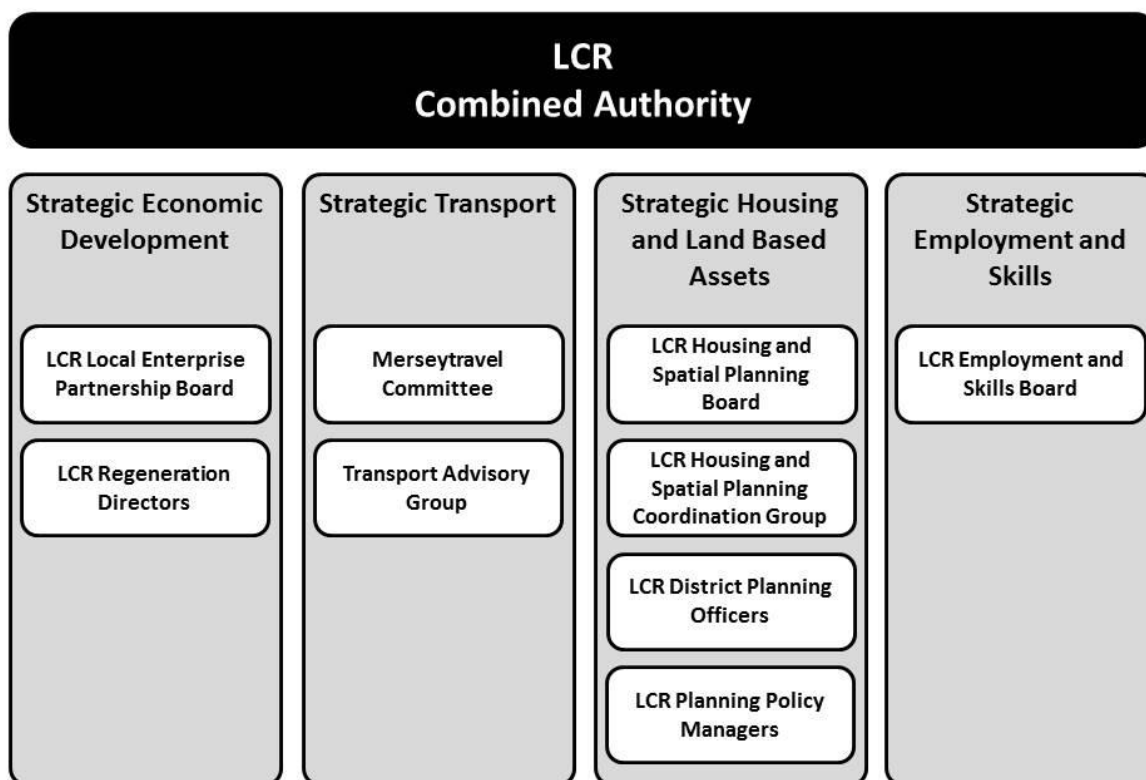 LCR
Combined Authority
Strategic Economic
Development
LCR Local Enterprise
Partnership Board
LCR Regeneration
Directors
Strategic Transport
Merseytravel
Committee
Transport Advisory
Group
Strategic Housing
and Land Based
Assets
LCR Housing and
Spatial Planning
Board
LCR Housing and
Spatial Planning
Coordination Group
LCR District Planning
Officers
LCR Planning Policy
Managers
Strategic
Employment and
Skills
LCR Employment and
Skills Board